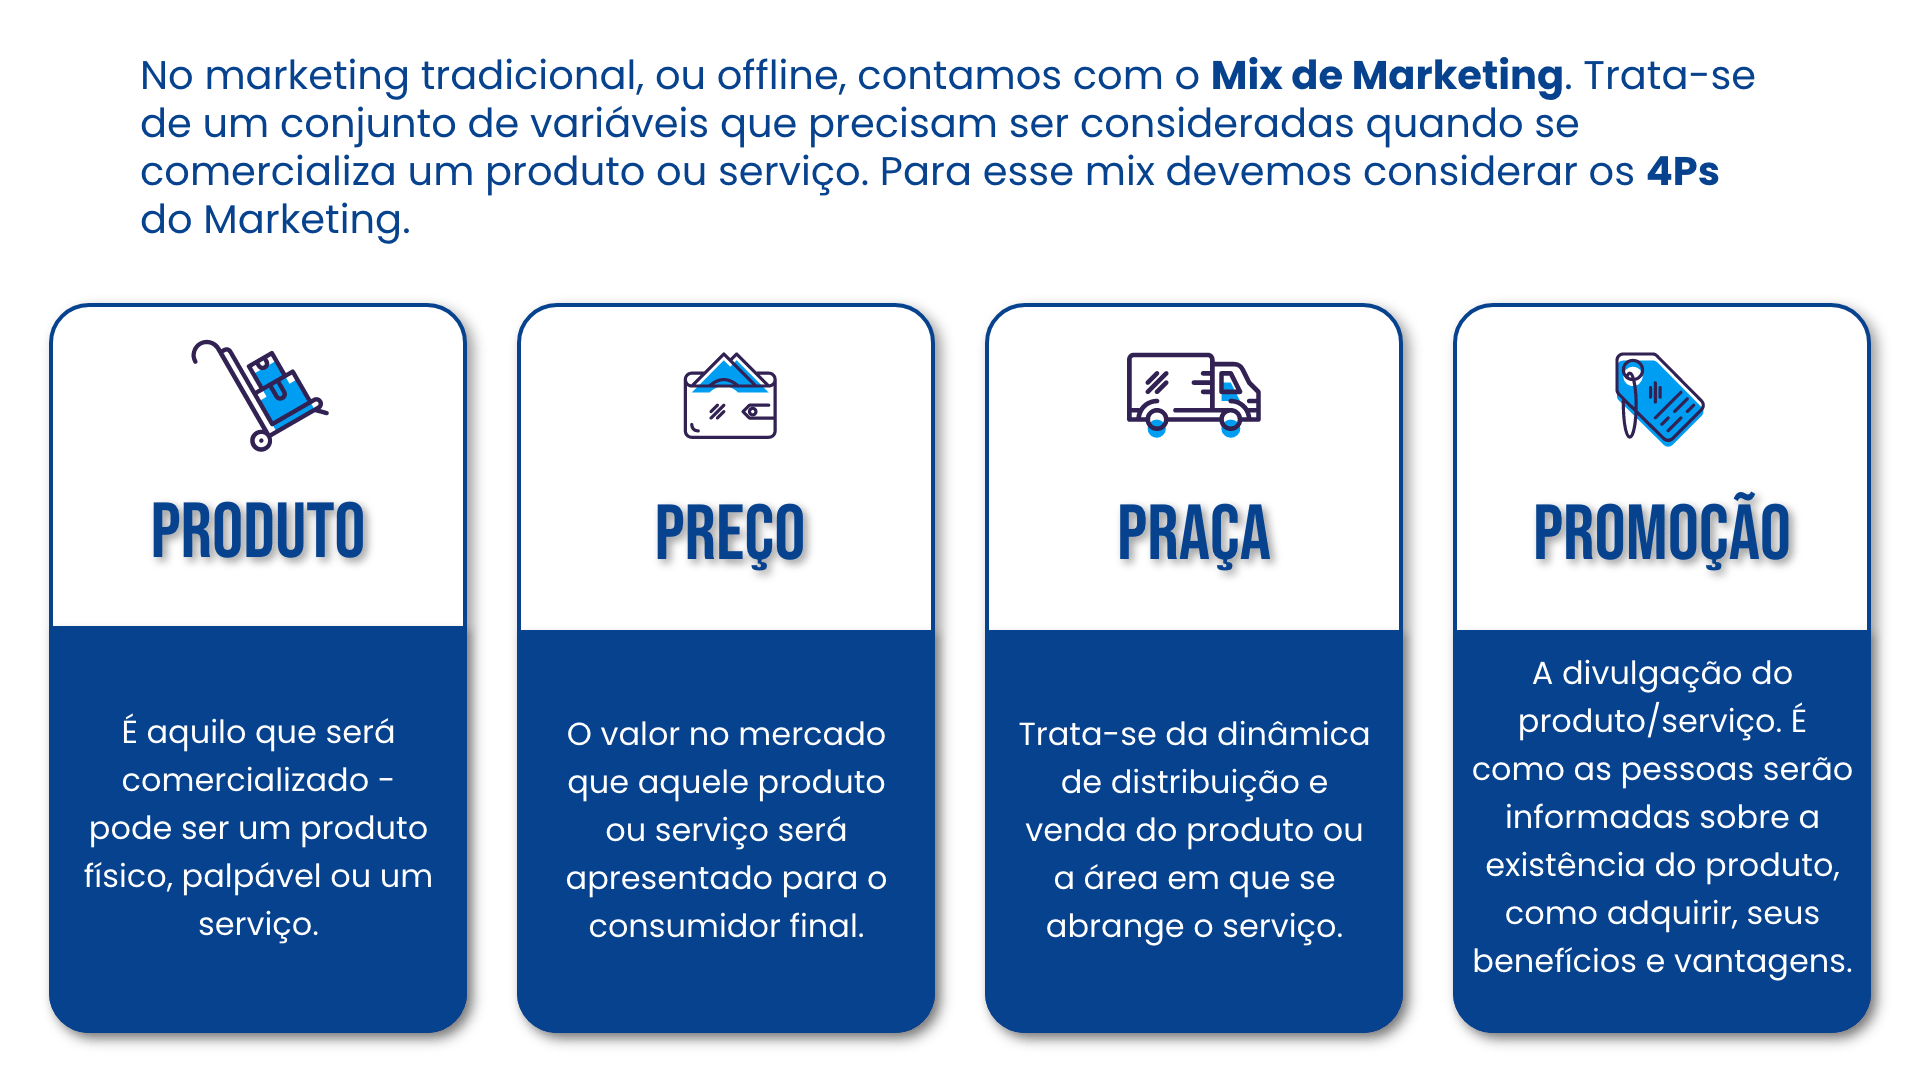 No marketing tradicional, ou offline, contamos com o Mix de Marketing. Trata-se
de um conjunto de variáveis que precisam ser consideradas quando se
comercializa um produto ou serviço. Para esse mix devemos considerar os 4Ps
do Marketing.
PRODUTO
É aquilo que será
comercializado -
pode ser um produto
físico, palpável ou um
serviço.
PREÇO
O valor no mercado
que aquele produto
ou serviço será
apresentado para o
consumidor final.
PRAÇA
Trata-se da dinâmica
de distribuição e
venda do produto ou
a área em que se
abrange o serviço.
PROMOÇÃO
A divulgação do
produto/serviço. É
como as pessoas serão
informadas sobre a
existência do produto,
como adquirir, seus
benefícios e vantagens.